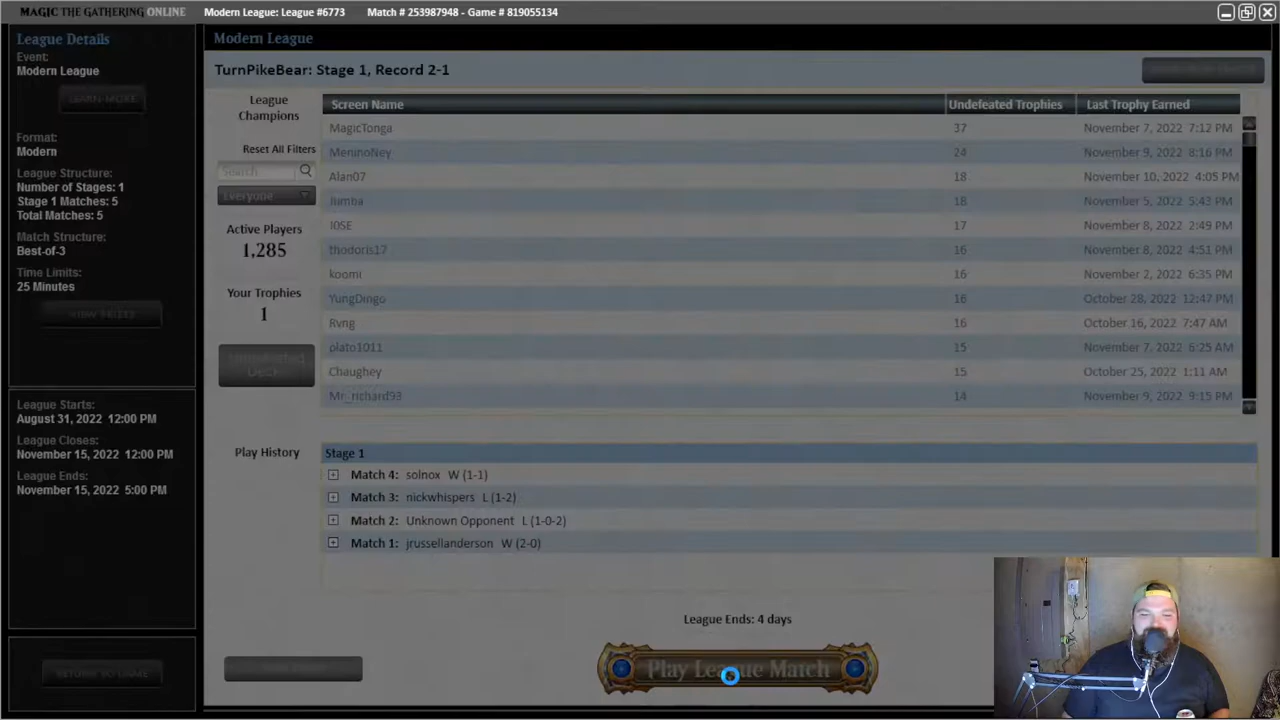 MAGIC THE GATHERING ONLINE
Modern League: League #6773
Match # 253987948 - Game # 819055134
League Details
Event:
Modern League
LEARN MORE
Format:
Modern
League Structure:
Number of Stages: 1
Stage 1 Matches: 5
Total Matches: 5
Match Structure:
Best-of-3
Time Limits:
25 Minutes
League Starts:
August 31, 2022 12:00 PM
League Closes:
November 15, 2022 12:00 PM
League Ends:
November 15, 2022 5:00 PM
RETURN TO GAME
Modern League
TurnPikeBear: Stage 1, Record 2-1
League
Champions
Reset All Filters
Search
Everyone
Active Players
1,285
Your Trophies
1
Screen Name Undefeated Trophies Last Trophy Earned
MagicTonga 37 November 7, 2022 7:12 PM
MeninoNey 24 November 9, 2022 8:16 PM
Alan07 18 November 10, 2022 4:05 PM
18 November 5, 2022 5:43 PM
17 November 8, 2022 2:49 PM
thodoris17 16 November 8, 2022 4:51 PM
koomi 16 November 2, 2022 6:35 PM
YungDingo 16 October 28, 2022 12:47 PM
Rvng 16 October 16, 2022 7:47 AM
plato1011 15 November 7, 2022 6:25 AM
Chaughey 15 October 25, 2022 1:11 AM
Mr_richard93 14 November 9, 2022 9:15 PM
Play History
Stage 1
Match 4: solnox W (1-1)
Match 3: nickwhispers L (1-2)
Match 2: Unknown Opponent L (1-0-2)
Match 1: jrussellanderson W (2-0)
League Ends: 4 days
Play League Match